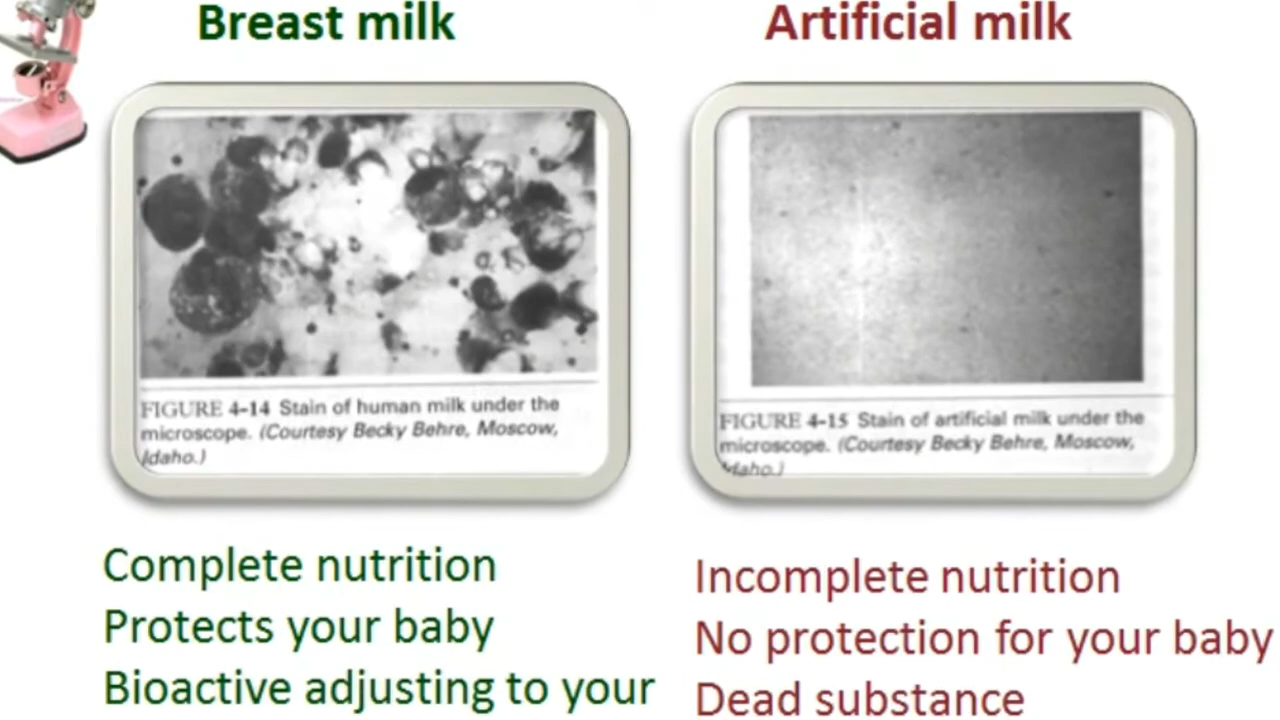 Breast milk
Artificial milk
FIGURE 4-14 Stain of human milk under the
microscope. (Courtesy Becky Behre, Moscow,
Idaho.)
FIGURE 4-15 Stain of artificial milk under the
microscope. (Courtesy Becky Behre, Moscow,
Idaho.)
Complete nutrition
Protects your baby
Bioactive adjusting to your
Incomplete nutrition
No protection for your baby
Dead substance